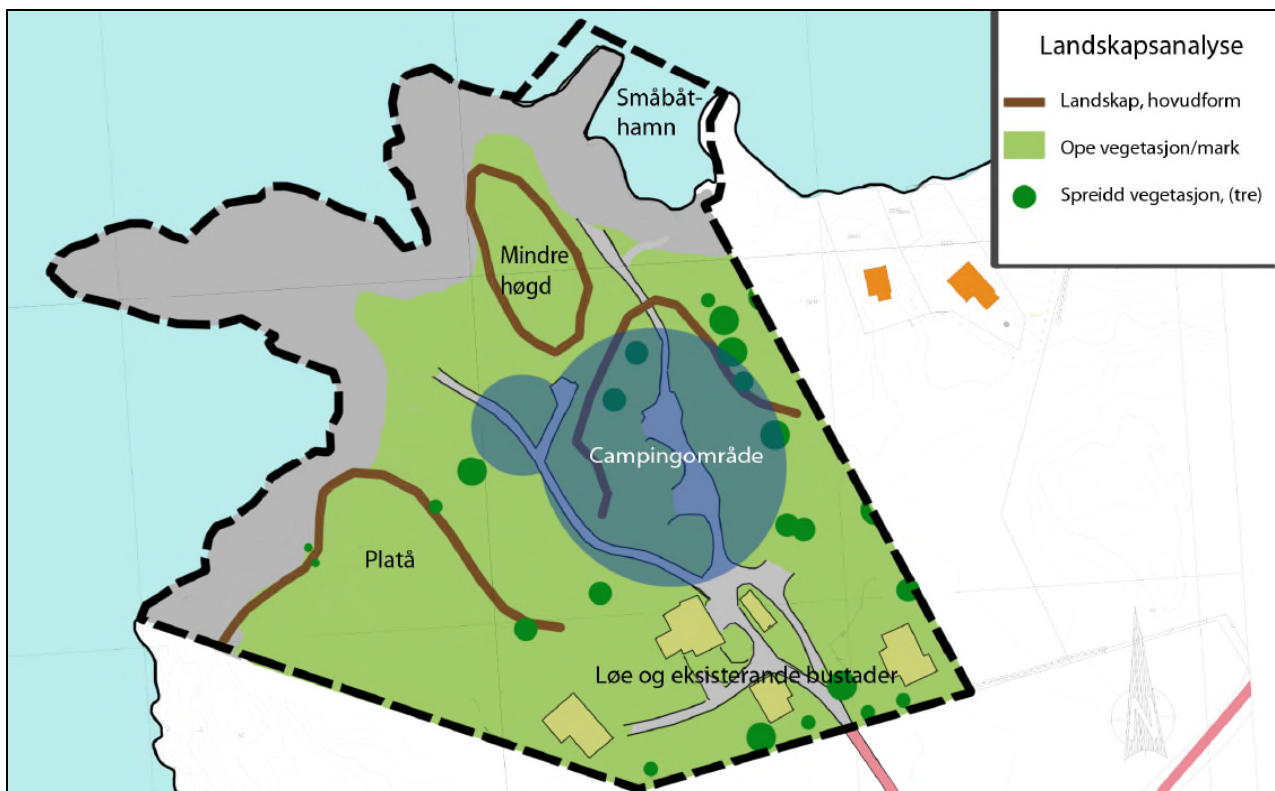 Landskapsanalyse
Landskap, hovudform
Ope vegetasjon/mark
Spreidd vegetasjon, (tre)
Småbåt-
hamn
Mindre
høgd
Campingområde
Platå
Løe og eksisterande bustader
N